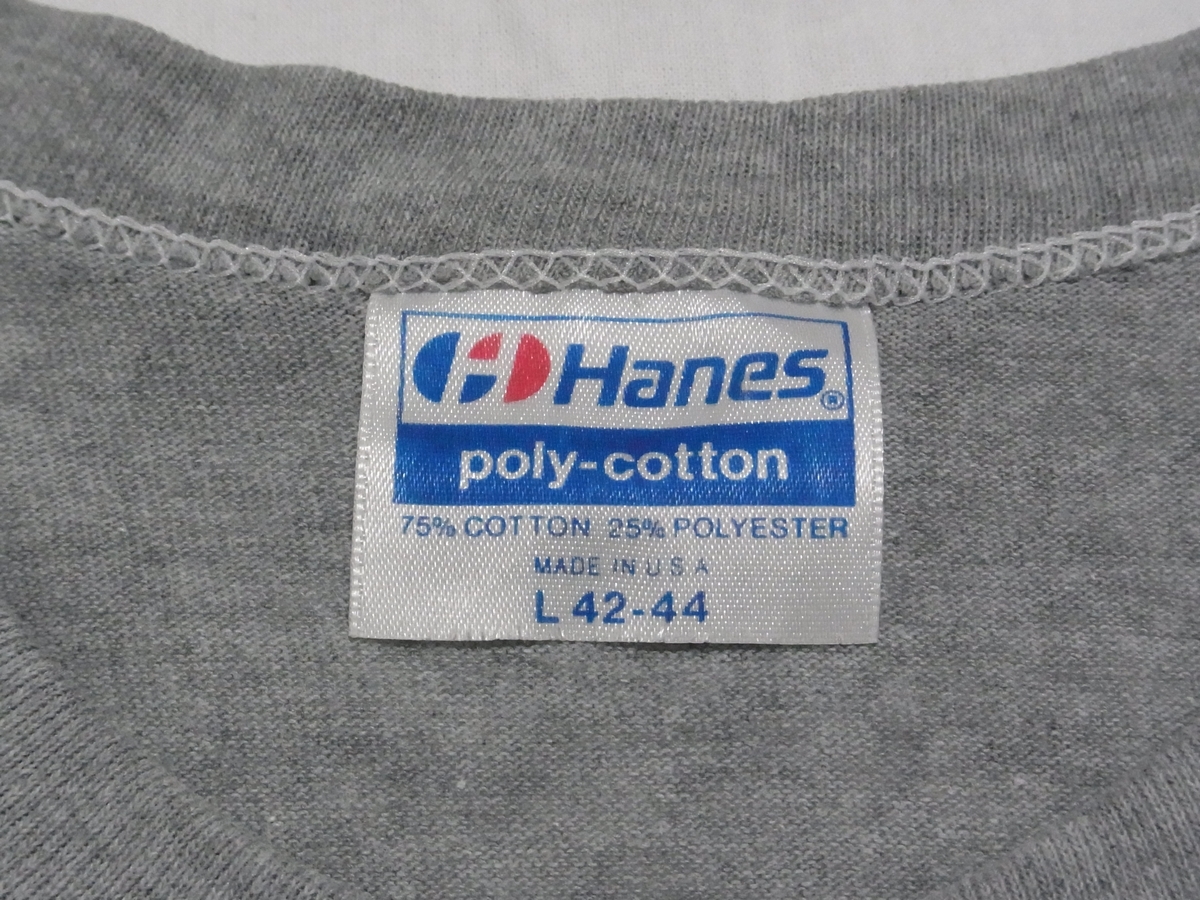 Hanes®
poly-cotton
75% COTTON 25% POLYESTER
MADE IN U S A
L 42-44